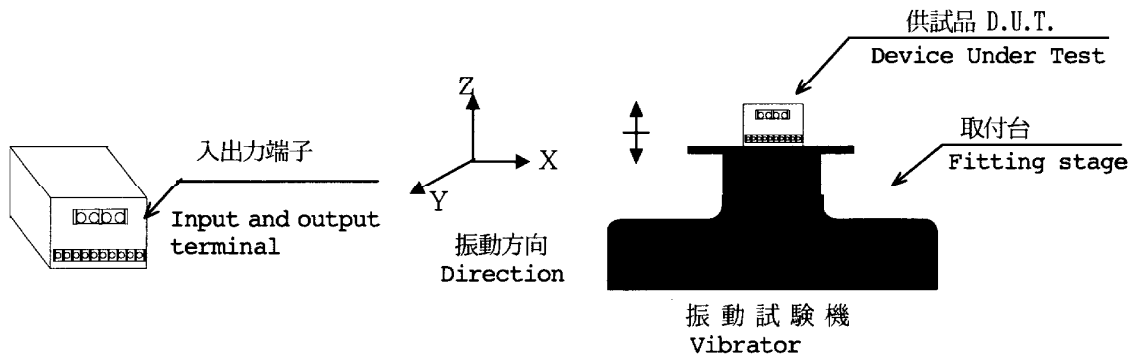 入出力端子
Input and output
terminal
Z
X
Y
振動方向
Direction
供試品 D.U.T.
Device Under Test
取付台
Fitting stage
振動試験機
Vibrator